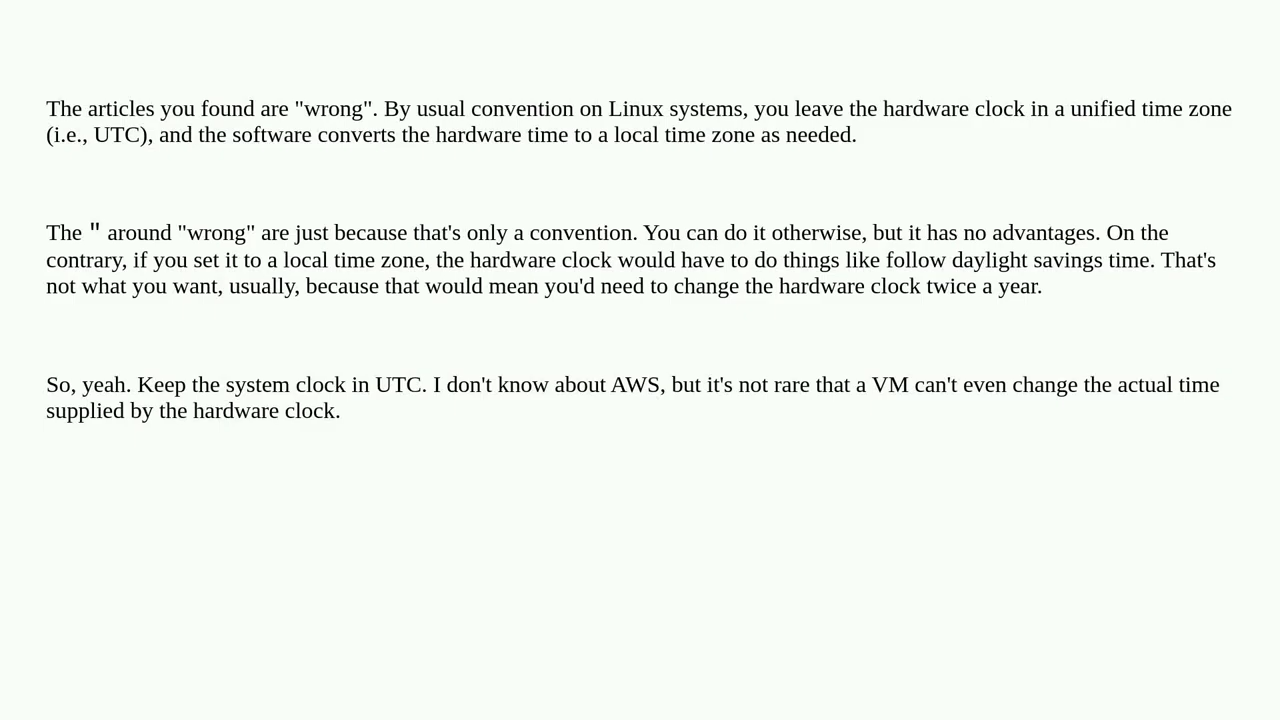 The articles you found are "wrong". By usual convention on Linux systems, you leave the hardware clock in a unified time zone
(i.e., UTC), and the software converts the hardware time to a local time zone as needed.
The " around "wrong" are just because that's only a convention. You can do it otherwise, but it has no advantages. On the
contrary, if you set it to a local time zone, the hardware clock would have to do things like follow daylight savings time. That's
not what you want, usually, because that would mean you'd need to change the hardware clock twice a year.
So, yeah. Keep the system clock in UTC. I don't know about AWS, but it's not rare that a VM can't even change the actual time
supplied by the hardware clock.